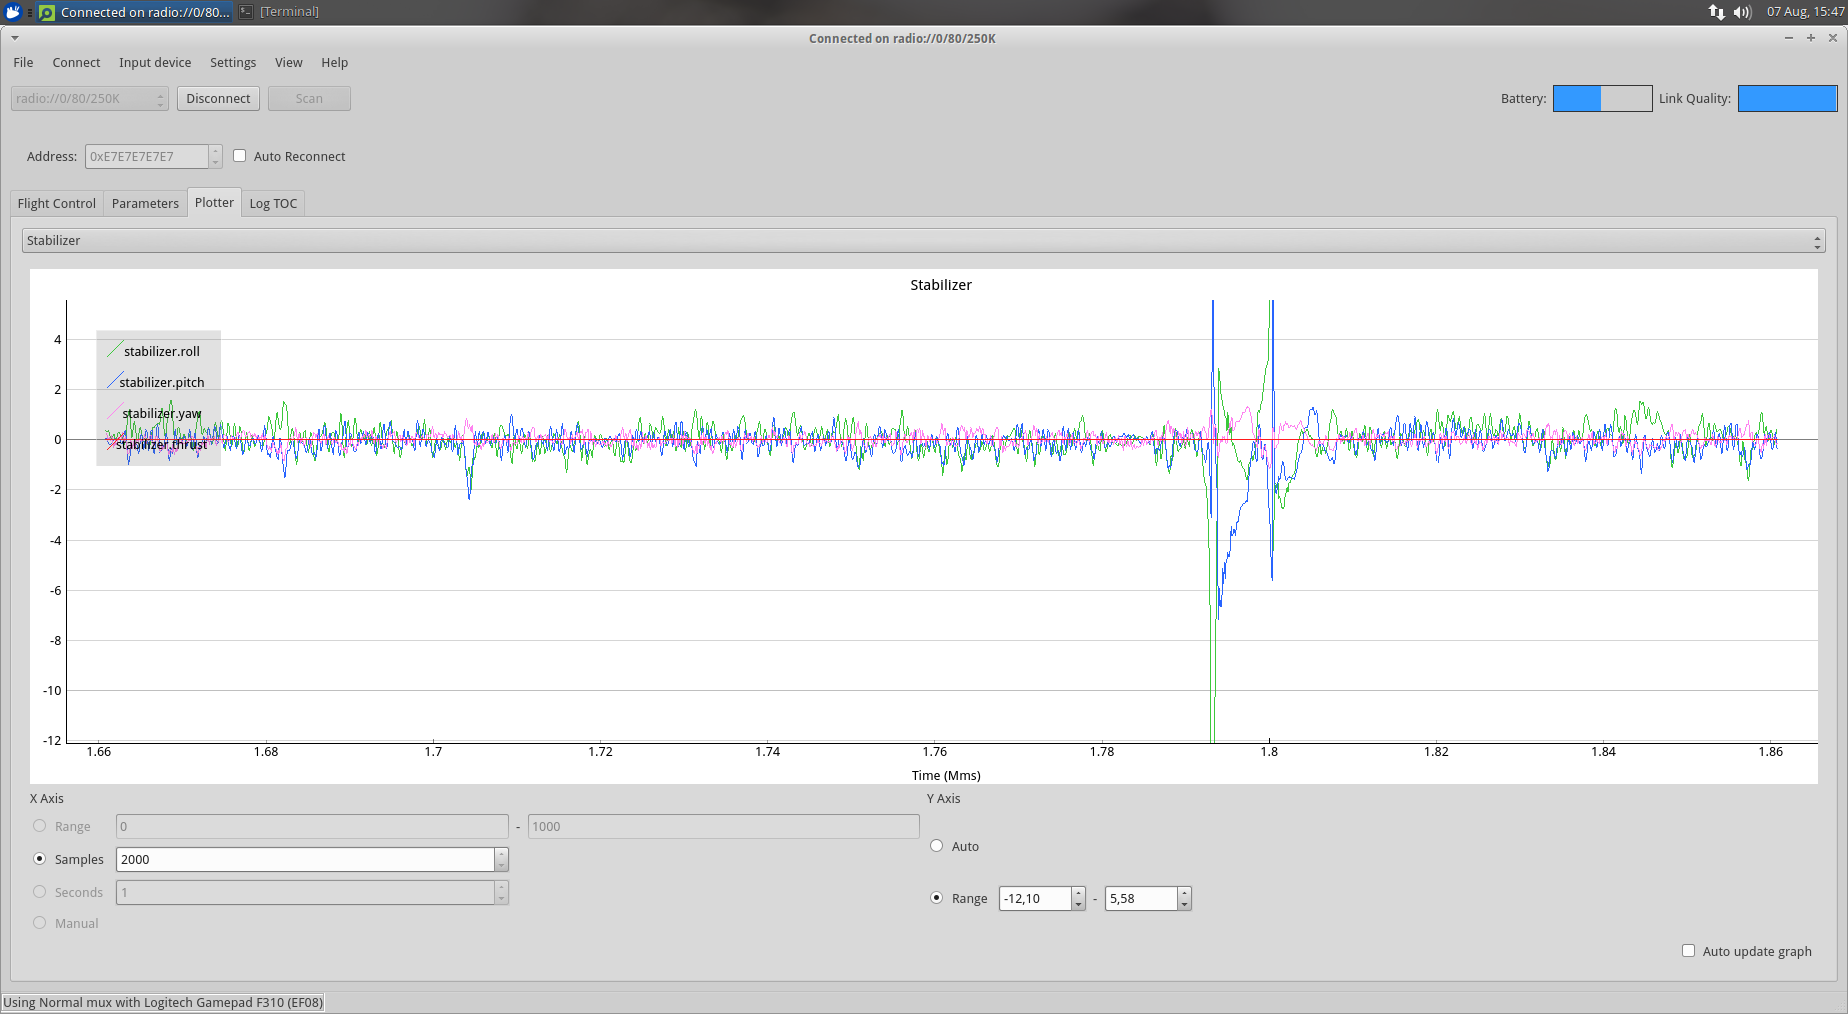 Connected on radio://0/80... [Terminal] 07 Aug, 15:47
Connected on radio://0/80/250K
File Connect Input device Settings View Help
radio://0/80/250K Disconnect Scan Battery: Link Quality:
Address: 0xE7E7E7E7E7 Auto Reconnect
Flight Control Parameters Plotter Log TOC
Stabilizer
Stabilizer
4
2
0
-2
-4
-6
-8
-10
-12
stabilizer.roll
stabilizer.pitch
stabilizer.yaw
stabilizer.thrust
1.66 1.68 1.7 1.72 1.74 1.76 1.78 1.8 1.82 1.84 1.86
Time (Mms)
X Axis Y Axis
Range 0 - 1000
Auto
Samples 2000
Seconds 1
Range -12,10 - 5,58
Manual
Auto update graph
Using Normal mux with Logitech Gamepad F310 (EF08)